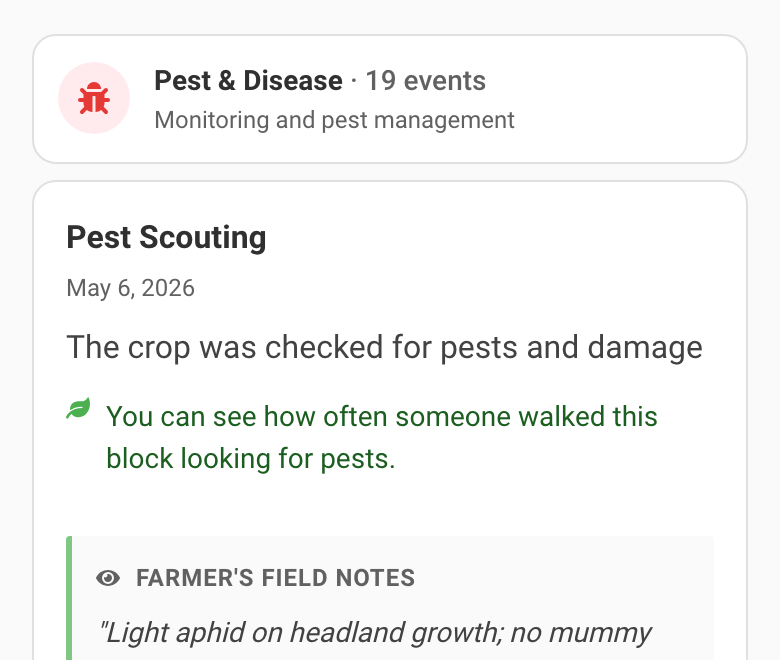 Pest & Disease · 19 events
Monitoring and pest management
Pest Scouting
May 6, 2026
The crop was checked for pests and damage
You can see how often someone walked this
block looking for pests.
FARMER'S FIELD NOTES
"Light aphid on headland growth; no mummy